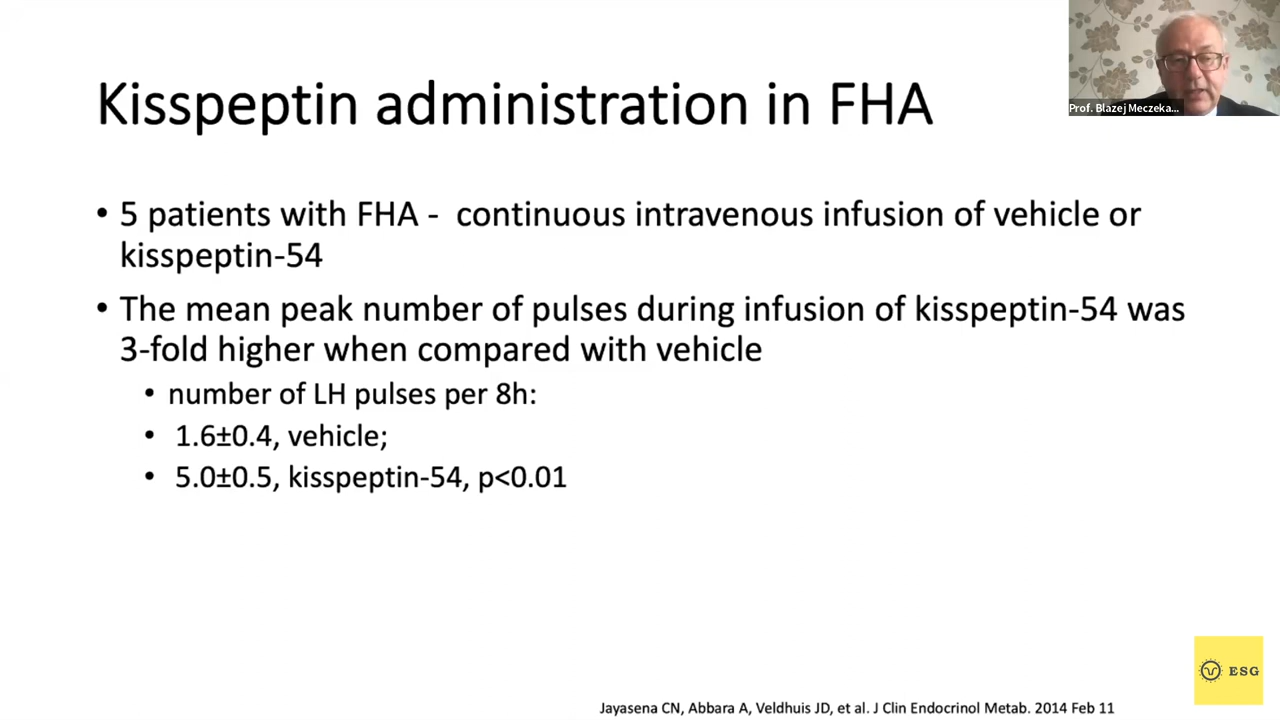 Kisspeptin administration in FHA
Prof. Blazej Meczeka...
• 5 patients with FHA - continuous intravenous infusion of vehicle or
kisspeptin-54
• The mean peak number of pulses during infusion of kisspeptin-54 was
3-fold higher when compared with vehicle
• number of LH pulses per 8h:
• 1.6±0.4, vehicle;
• 5.0±0.5, kisspeptin-54, p<0.01
ESG
Jayasena CN, Abbara A, Veldhuis JD, et al. J Clin Endocrinol Metab. 2014 Feb 11